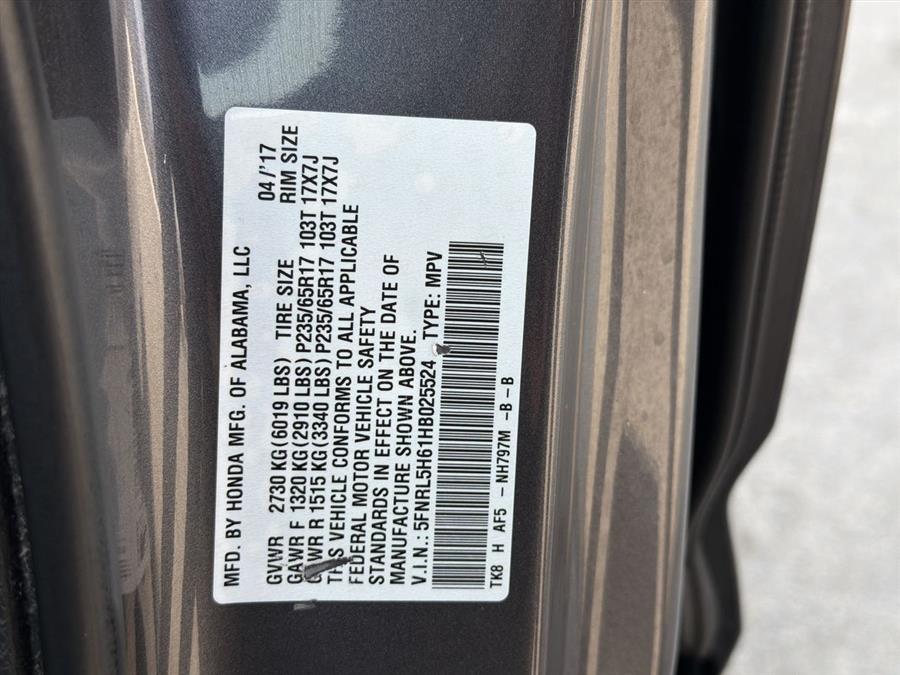 MFD. BY HONDA MFG. OF ALABAMA, LLC 04/'17
GVWR 2730 KG(6019 LBS) TIRE SIZE RIM SIZE
GAWR F 1320 KG(2910 LBS) P235/65R17 103T 17X7J
GAWR R 1515 KG(3340 LBS) P235/65R17 103T 17X7J
THIS VEHICLE CONFORMS TO ALL APPLICABLE
FEDERAL MOTOR VEHICLE SAFETY
STANDARDS IN EFFECT ON THE DATE OF
MANUFACTURE SHOWN ABOVE.
V.I.N.: 5FNRL5H61HB025524 TYPE: MPV
TK8 H AF5 - NH797M -B-B